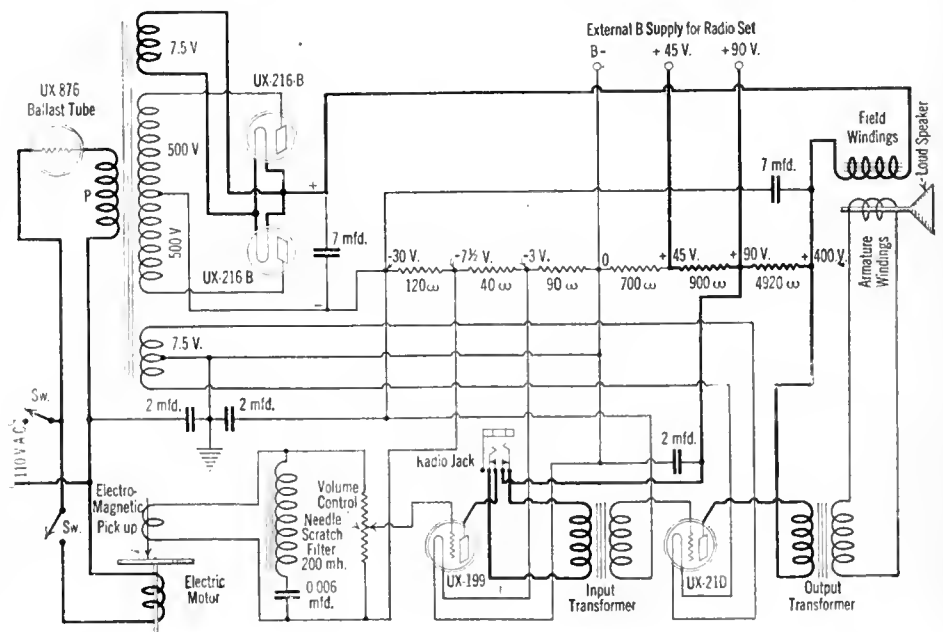 External B Supply for Radio Set
B-
+ 45 V.
+90 V.
7.5 V
UX-216-B
UX 876
Ballast Tube
P
500 V
500 V
UX-216 B
+
7 mfd.
-
7 mfd.
Field
Windings
Loud Speaker
Armature
Windings
-30 V.
-7½ V.
-3 V.
0
+ 45 V.
+ 90 V.
+ 400 V.
120 ω
40 ω
90 ω
700 ω
900 ω
4920 ω
7.5 V.
2 mfd.
2 mfd.
2 mfd.
Sw.
110 V A C
Sw.
Electro-
Magnetic
Pick up
Electric
Motor
Volume
Control
Needle
Scratch
Filter
200 mh.
0.006
mfd.
Radio Jack
UX-199
Input
Transformer
UX-210
Output
Transformer